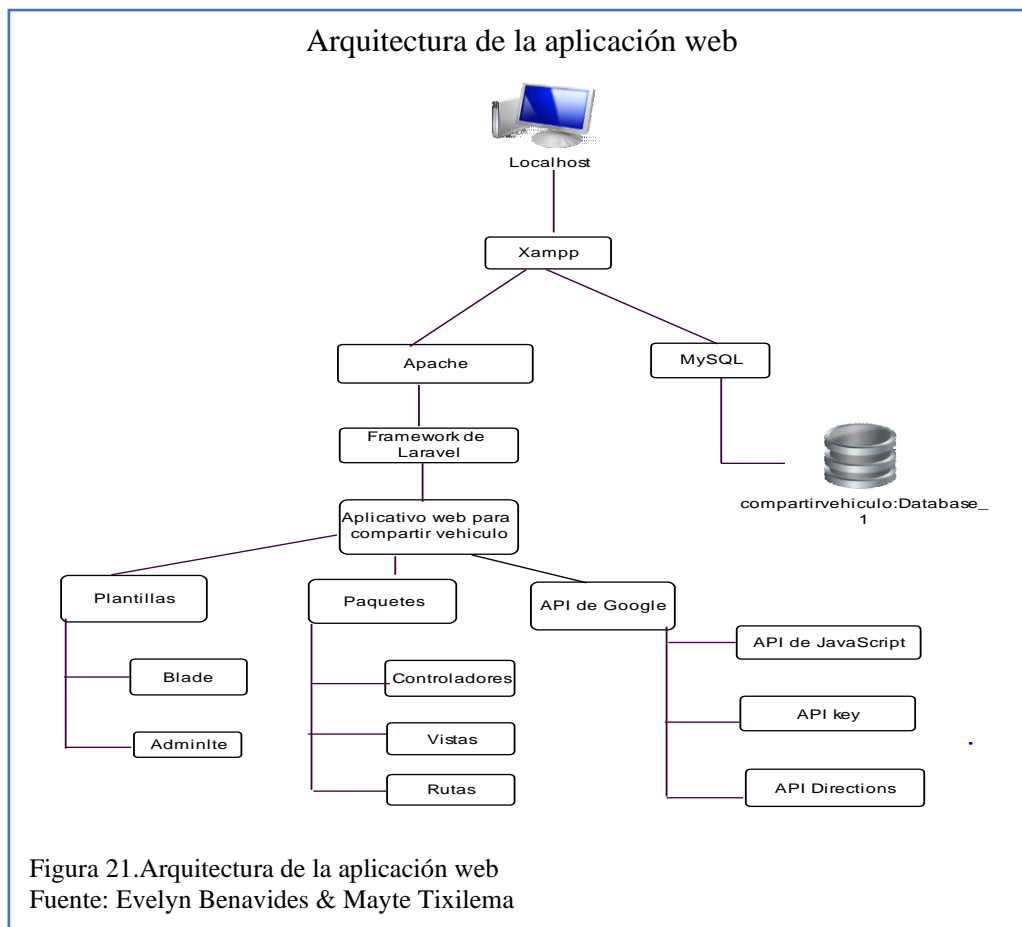 Arquitectura de la aplicación web
Localhost
Xampp
Apache
MySQL
Framework de
Laravel
compartirvehiculo:Database_
1
Aplicativo web para
compartir vehiculo
Plantillas
Paquetes
API de Google
API de JavaScript
Blade
Controladores
API key
Adminlte
Vistas
Rutas
API Directions
Figura 21.Arquitectura de la aplicación web
Fuente: Evelyn Benavides & Mayte Tixilema